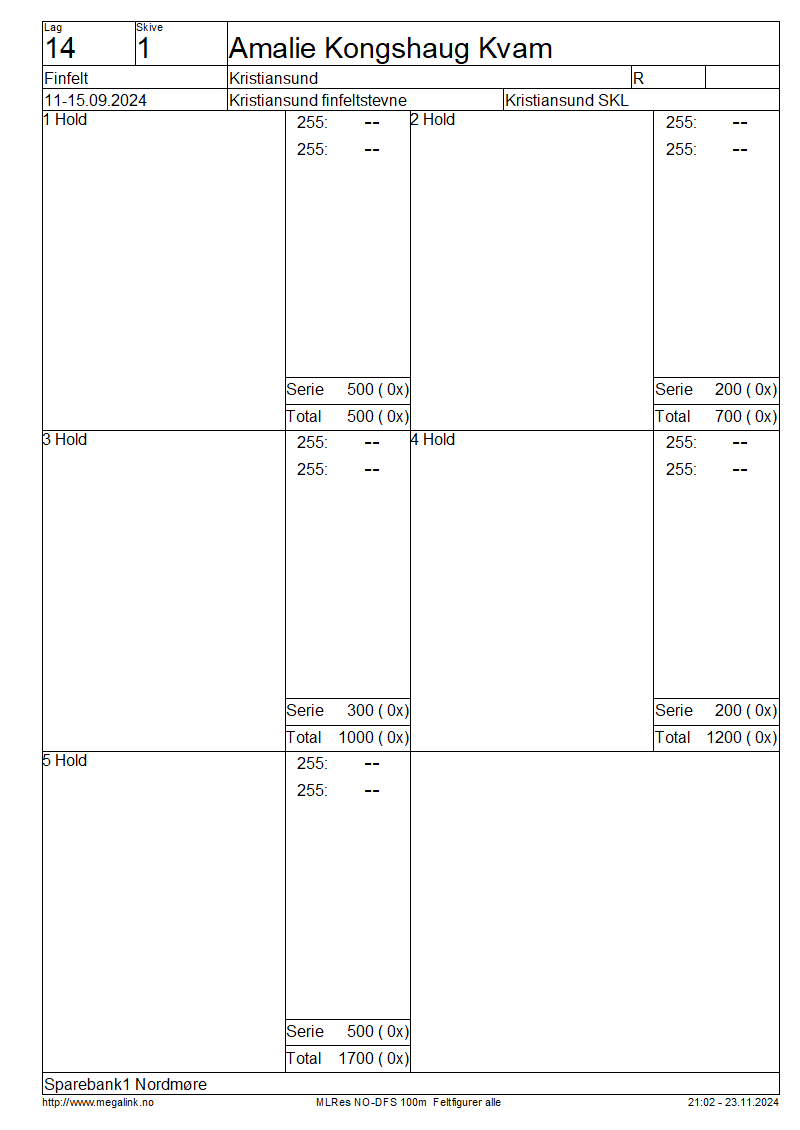 Lag Skive
14 1 Amalie Kongshaug Kvam
Finfelt Kristiansund R
11-15.09.2024 Kristiansund finfeltstevne Kristiansund SKL
1 Hold 255: -- 2 Hold 255: --
255: -- 255: --
Serie 500 ( 0x) Serie 200 ( 0x)
Total 500 ( 0x) Total 700 ( 0x)
3 Hold 255: -- 4 Hold 255: --
255: -- 255: --
Serie 300 ( 0x) Serie 200 ( 0x)
Total 1000 ( 0x) Total 1200 ( 0x)
5 Hold 255: --
255: --
Serie 500 ( 0x)
Total 1700 ( 0x)
Sparebank1 Nordmøre
http://www.megalink.no MLRes NO-DFS 100m Feltfigurer alle 21:02 - 23.11.2024